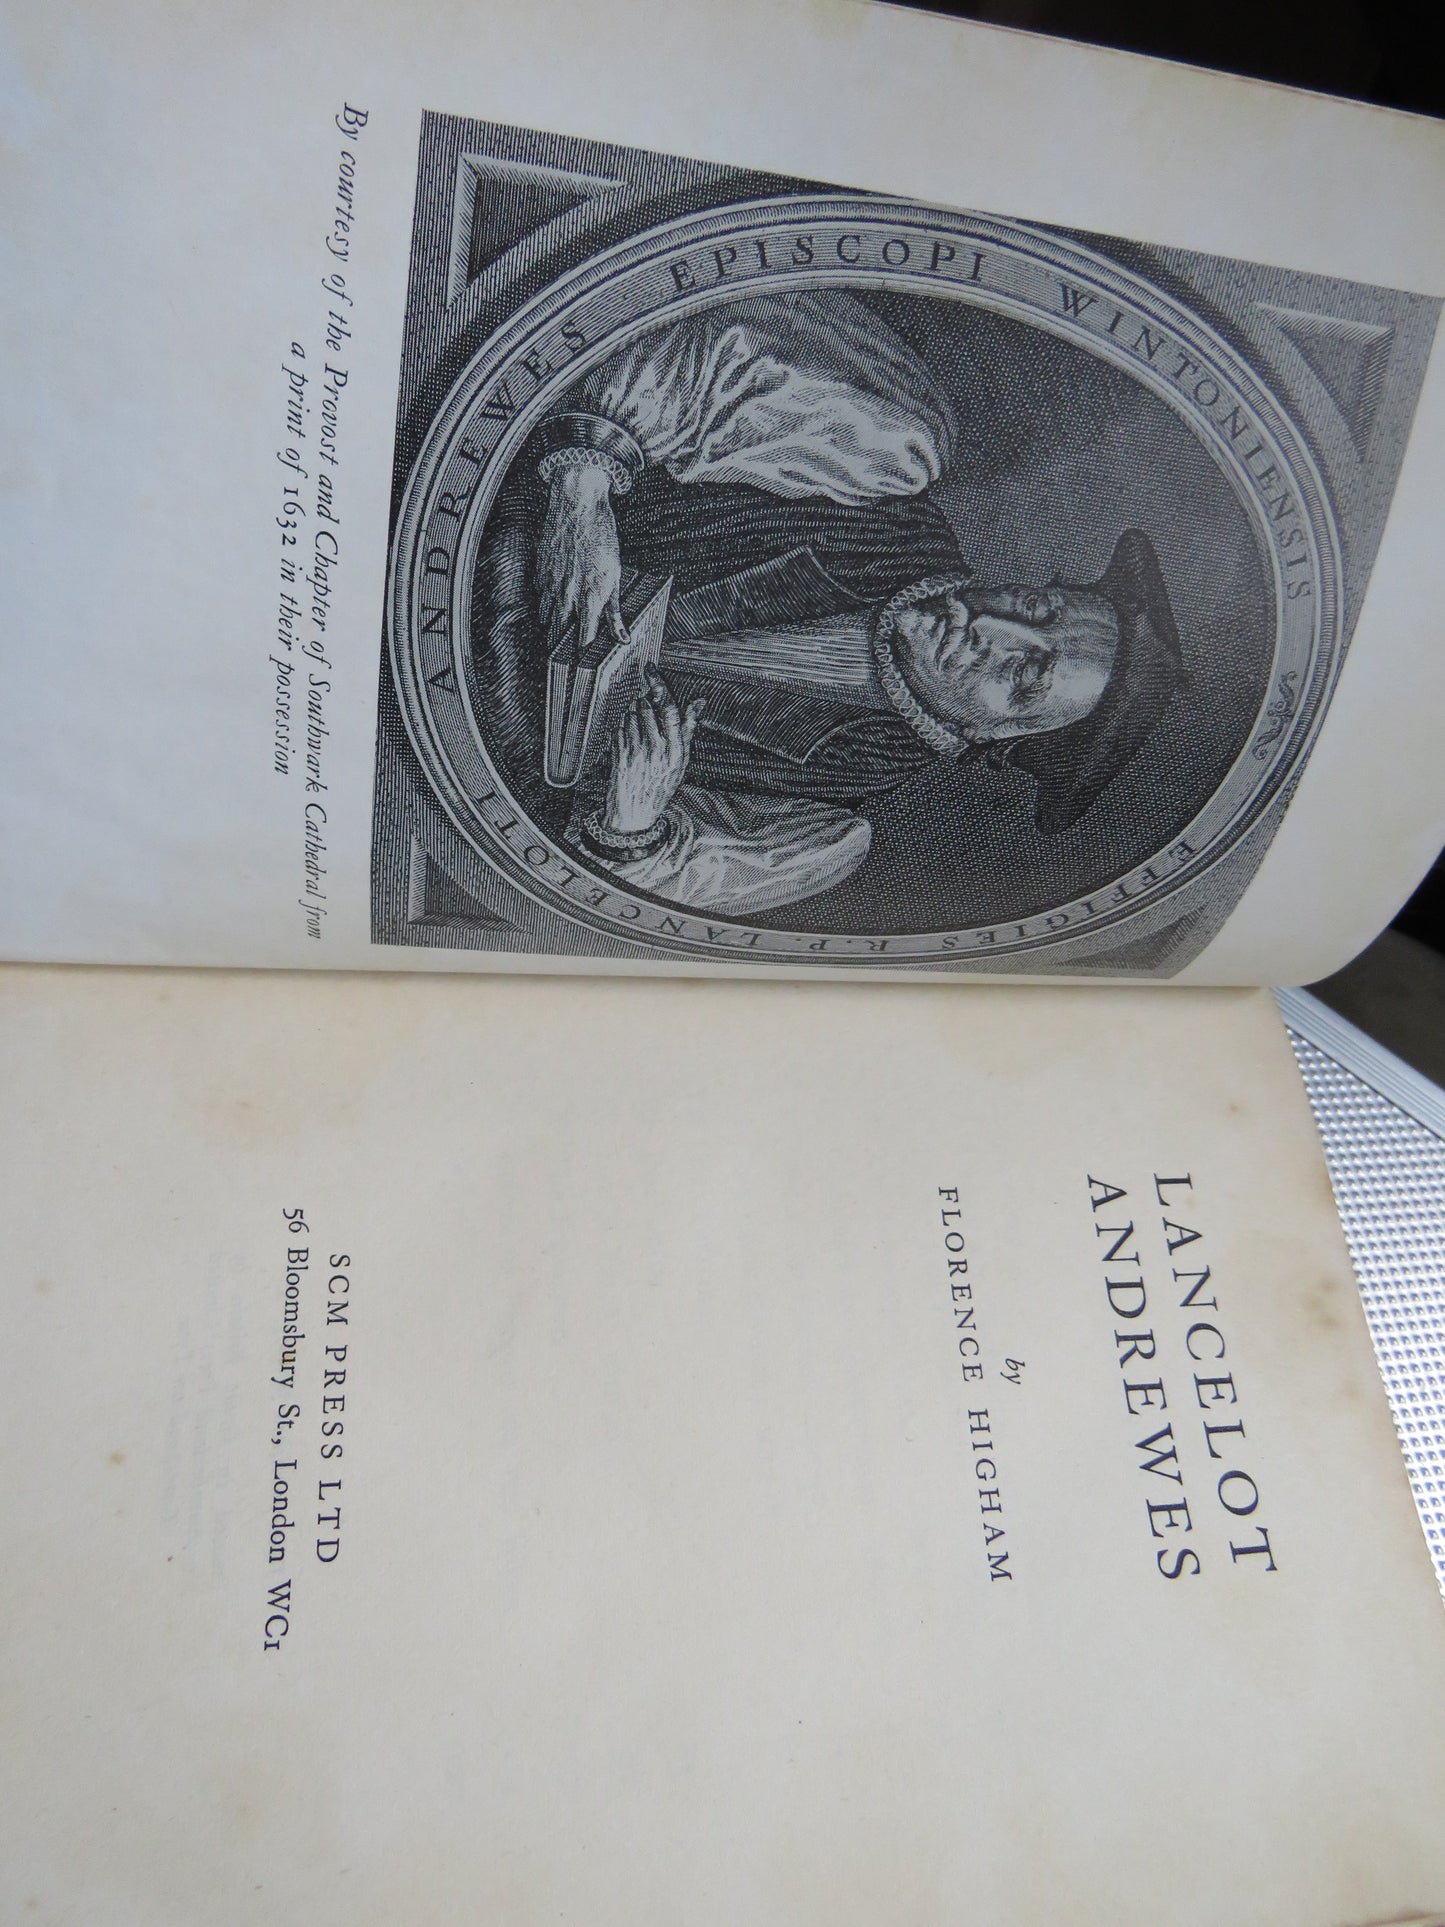 EFFIGIES R.P. LANCELOTI ANDREWES EPISCOPI WINTONIENSIS
By courtesy of the Provost and Chapter of Southwark Cathedral from
a print of 1632 in their possession
LANCELOT
ANDREWES
by
FLORENCE HIGHAM
SCM PRESS LTD
56 Bloomsbury St., London WC1